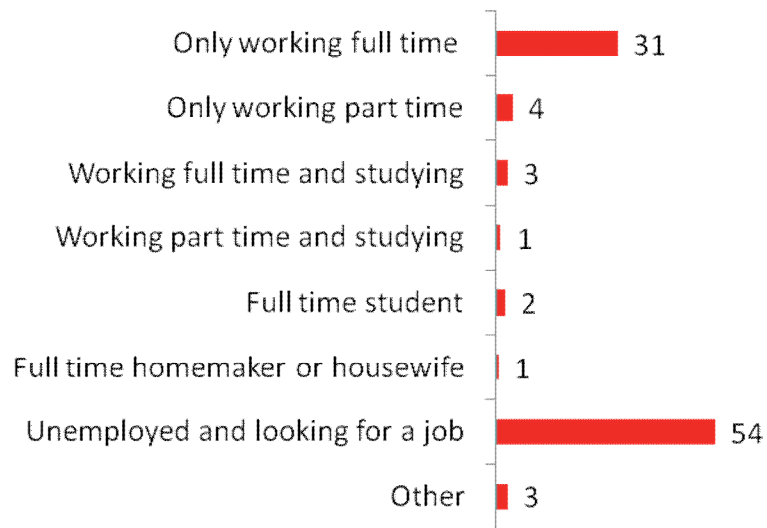 Only working full time 31
Only working part time 4
Working full time and studying 3
Working part time and studying 1
Full time student 2
Full time homemaker or housewife 1
Unemployed and looking for a job 54
Other 3